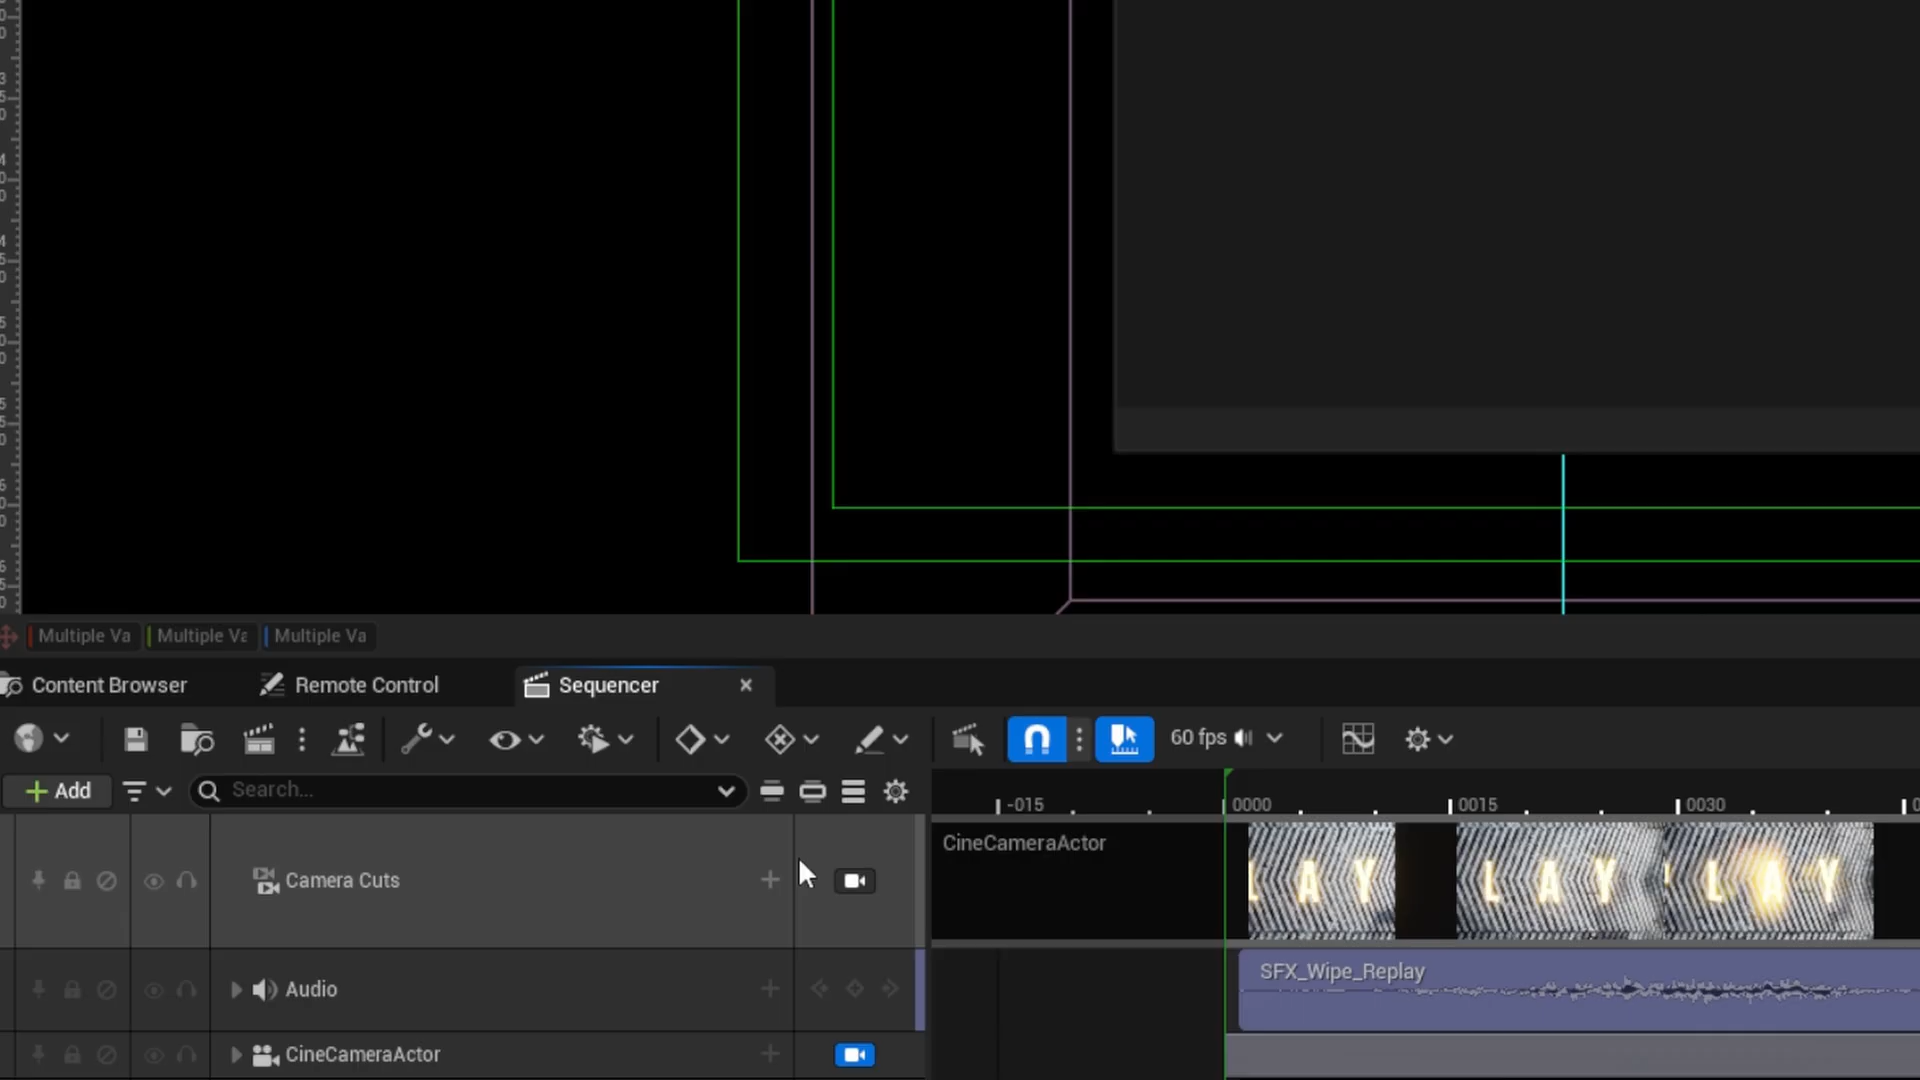 Multiple Va Multiple Va Multiple Va
Content Browser Remote Control Sequencer
60 fps
Add Search... -015 0000 0015 0030
CineCameraActor
Camera Cuts
L A Y L A Y L A Y
SFX_Wipe_Replay
Audio
CineCameraActor